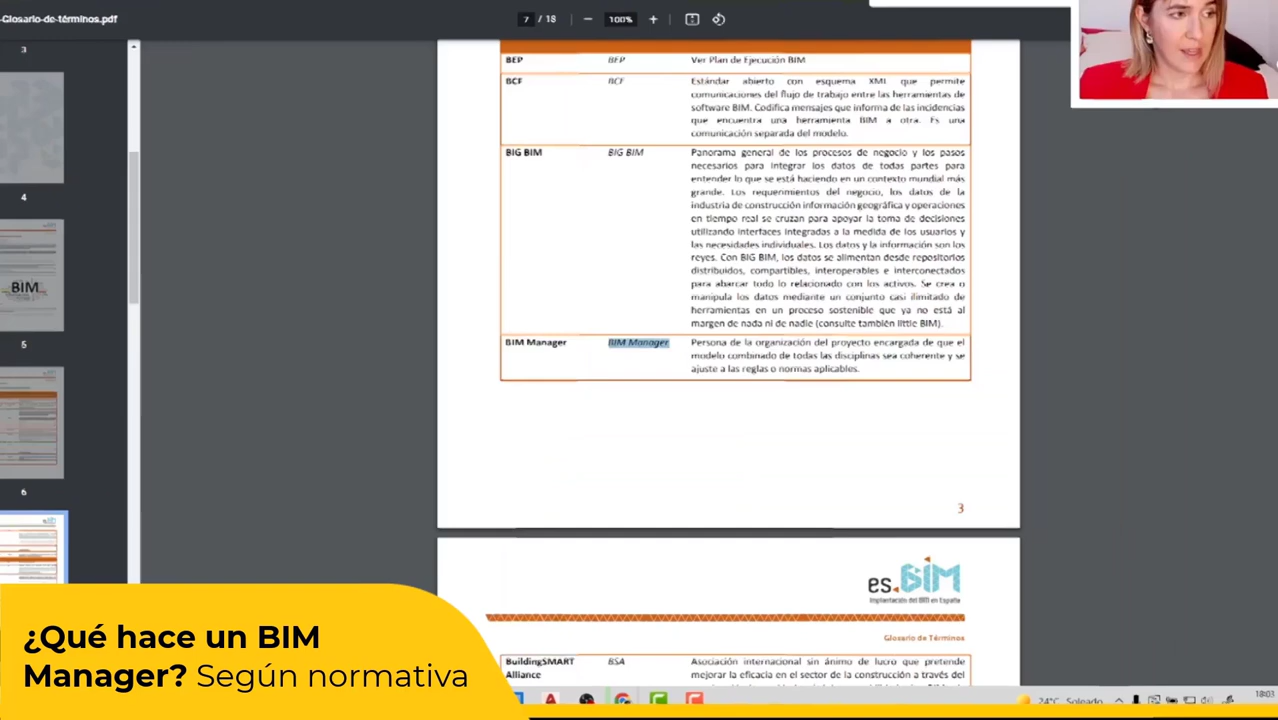 -Glosario-de-términos.pdf
7 / 18
100%
3
4
BIM
5
6
BEP BEP Ver Plan de Ejecución BIM
BCF BCF Estándar abierto con esquema XML que permite
comunicaciones del flujo de trabajo entre las herramientas de
software BIM. Codifica mensajes que informa de las incidencias
que encuentra una herramienta BIM a otra. Es una
comunicación separada del modelo.
BIG BIM BIG BIM Panorama general de los procesos de negocio y los pasos
necesarios para integrar los datos de todas partes para
entender lo que se está haciendo en un contexto mundial más
grande. Los requerimientos del negocio, los datos de la
industria de construcción información geográfica y operaciones
en tiempo real se cruzan para apoyar la toma de decisiones
utilizando interfaces integradas a la medida de los usuarios y
las necesidades individuales. Los datos y la información son los
reyes. Con BIG BIM, los datos se alimentan desde repositorios
distribuidos, compartibles, interoperables e interconectados
para abarcar todo lo relacionado con los activos. Se crea o
manipula los datos mediante un conjunto casi ilimitado de
herramientas en un proceso sostenible que ya no está al
margen de nada ni de nadie (consulte también little BIM).
BIM Manager BIM Manager Persona de la organización del proyecto encargada de que el
modelo combinado de todas las disciplinas sea coherente y se
ajuste a las reglas o normas aplicables.
3
es.BIM
Implantación del BIM en España
Glosario de Términos
BuildingSMART BSA Asociación internacional sin ánimo de lucro que pretende
Alliance mejorar la eficacia en el sector de la construcción a través del
¿Qué hace un BIM
Manager? Según normativa
24°C Soleado
18:03